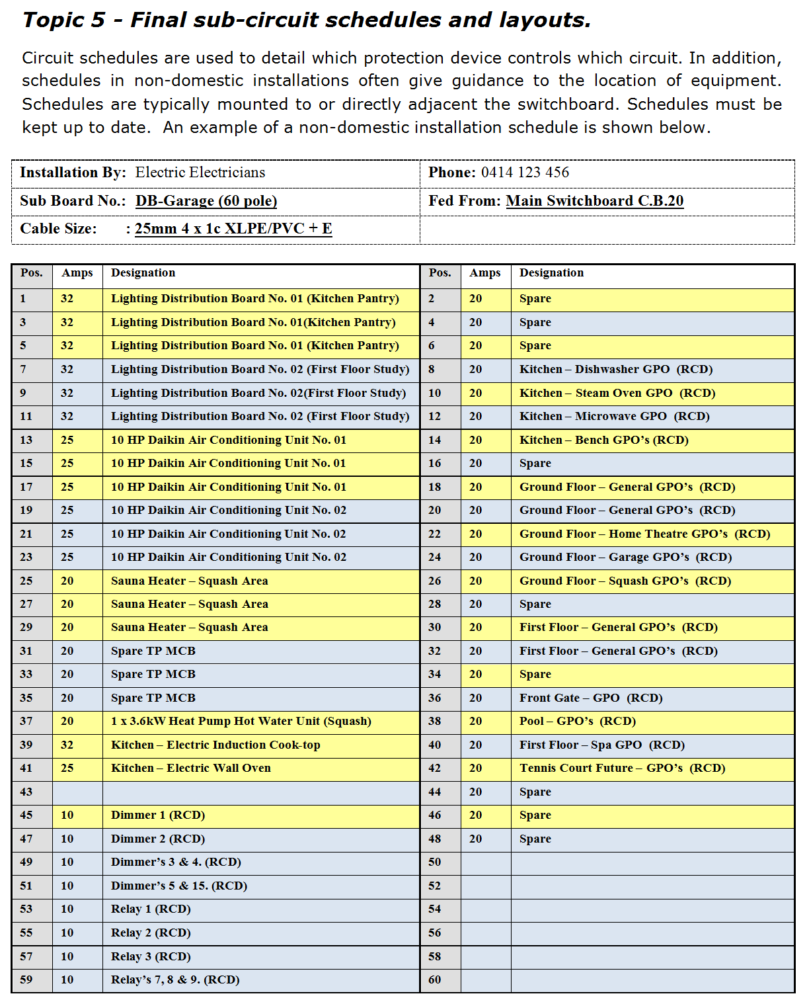 Topic 5 - Final sub-circuit schedules and layouts.
Circuit schedules are used to detail which protection device controls which circuit. In addition,
schedules in non-domestic installations often give guidance to the location of equipment.
Schedules are typically mounted to or directly adjacent the switchboard. Schedules must be
kept up to date. An example of a non-domestic installation schedule is shown below.
Installation By: Electric Electricians Phone: 0414 123 456
Sub Board No.: DB-Garage (60 pole) Fed From: Main Switchboard C.B.20
Cable Size: : 25mm 4 x 1c XLPE/PVC + E
Pos. Amps Designation Pos. Amps Designation
1 32 Lighting Distribution Board No. 01 (Kitchen Pantry) 2 20 Spare
3 32 Lighting Distribution Board No. 01(Kitchen Pantry) 4 20 Spare
5 32 Lighting Distribution Board No. 01 (Kitchen Pantry) 6 20 Spare
7 32 Lighting Distribution Board No. 02 (First Floor Study) 8 20 Kitchen – Dishwasher GPO (RCD)
9 32 Lighting Distribution Board No. 02(First Floor Study) 10 20 Kitchen – Steam Oven GPO (RCD)
11 32 Lighting Distribution Board No. 02 (First Floor Study) 12 20 Kitchen – Microwave GPO (RCD)
13 25 10 HP Daikin Air Conditioning Unit No. 01 14 20 Kitchen – Bench GPO’s (RCD)
15 25 10 HP Daikin Air Conditioning Unit No. 01 16 20 Spare
17 25 10 HP Daikin Air Conditioning Unit No. 01 18 20 Ground Floor – General GPO’s (RCD)
19 25 10 HP Daikin Air Conditioning Unit No. 02 20 20 Ground Floor – General GPO’s (RCD)
21 25 10 HP Daikin Air Conditioning Unit No. 02 22 20 Ground Floor – Home Theatre GPO’s (RCD)
23 25 10 HP Daikin Air Conditioning Unit No. 02 24 20 Ground Floor – Garage GPO’s (RCD)
25 20 Sauna Heater – Squash Area 26 20 Ground Floor – Squash GPO’s (RCD)
27 20 Sauna Heater – Squash Area 28 20 Spare
29 20 Sauna Heater – Squash Area 30 20 First Floor – General GPO’s (RCD)
31 20 Spare TP MCB 32 20 First Floor – General GPO’s (RCD)
33 20 Spare TP MCB 34 20 Spare
35 20 Spare TP MCB 36 20 Front Gate – GPO (RCD)
37 20 1 x 3.6kW Heat Pump Hot Water Unit (Squash) 38 20 Pool – GPO’s (RCD)
39 32 Kitchen – Electric Induction Cook-top 40 20 First Floor – Spa GPO (RCD)
41 25 Kitchen – Electric Wall Oven 42 20 Tennis Court Future – GPO’s (RCD)
43 44 20 Spare
45 10 Dimmer 1 (RCD) 46 20 Spare
47 10 Dimmer 2 (RCD) 48 20 Spare
49 10 Dimmer’s 3 & 4. (RCD) 50
51 10 Dimmer’s 5 & 15. (RCD) 52
53 10 Relay 1 (RCD) 54
55 10 Relay 2 (RCD) 56
57 10 Relay 3 (RCD) 58
59 10 Relay’s 7, 8 & 9. (RCD) 60